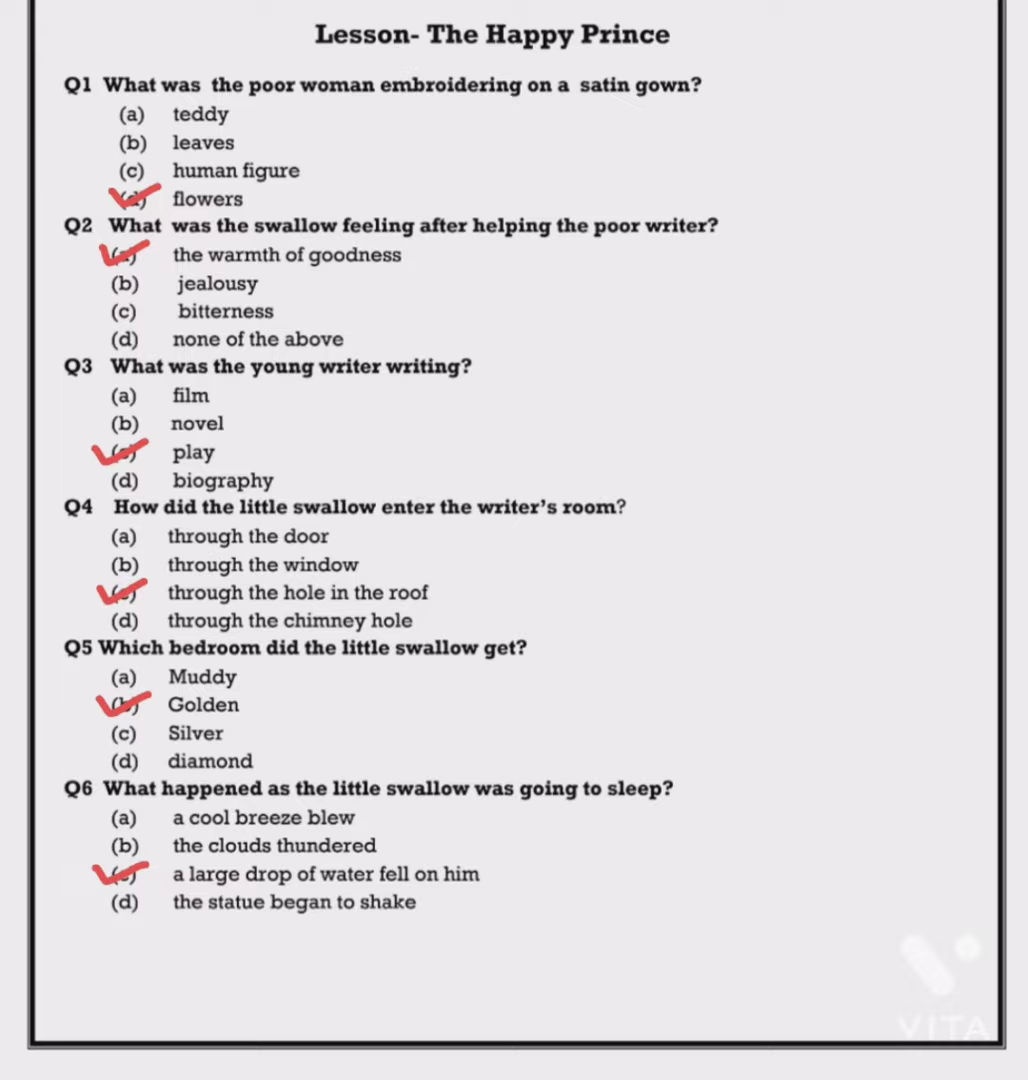 Lesson- The Happy Prince
Q1 What was the poor woman embroidering on a satin gown?
(a) teddy
(b) leaves
(c) human figure
(d) flowers
Q2 What was the swallow feeling after helping the poor writer?
(a) the warmth of goodness
(b) jealousy
(c) bitterness
(d) none of the above
Q3 What was the young writer writing?
(a) film
(b) novel
(c) play
(d) biography
Q4 How did the little swallow enter the writer's room?
(a) through the door
(b) through the window
(c) through the hole in the roof
(d) through the chimney hole
Q5 Which bedroom did the little swallow get?
(a) Muddy
(b) Golden
(c) Silver
(d) diamond
Q6 What happened as the little swallow was going to sleep?
(a) a cool breeze blew
(b) the clouds thundered
(c) a large drop of water fell on him
(d) the statue began to shake
VITA